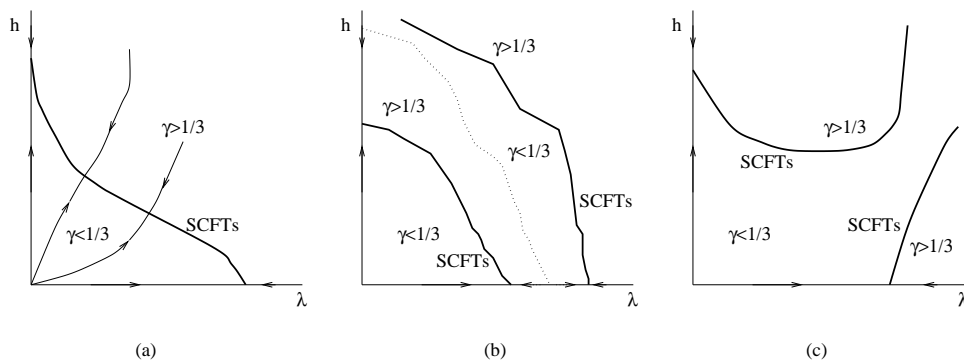 h
γ>1/3
γ<1/3
SCFTs
λ
(a)
h
γ>1/3
γ>1/3
γ<1/3
SCFTs
γ<1/3
SCFTs
λ
(b)
h
γ>1/3
SCFTs
γ<1/3
SCFTs
γ>1/3
λ
(c)